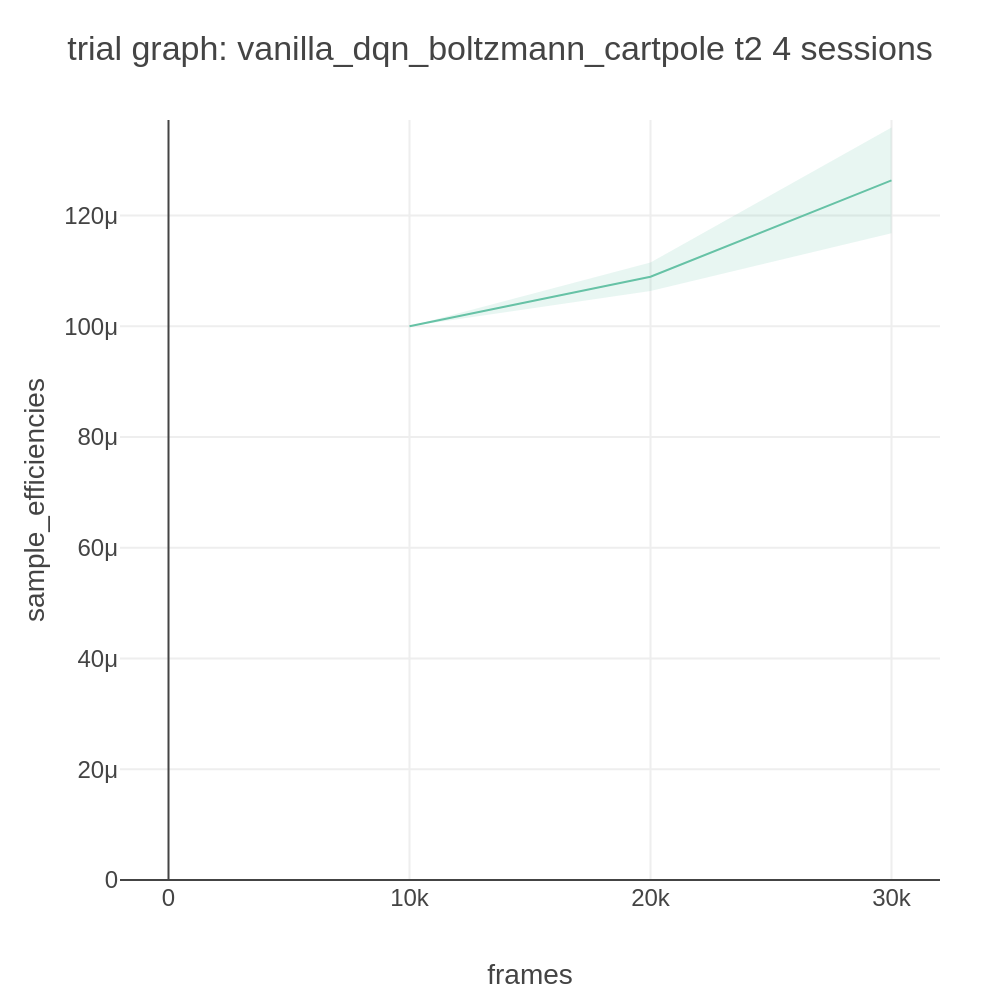 trial graph: vanilla_dqn_boltzmann_cartpole t2 4 sessions
120μ
100μ
80μ
60μ
40μ
20μ
0
sample_efficiencies
0 10k 20k 30k
frames